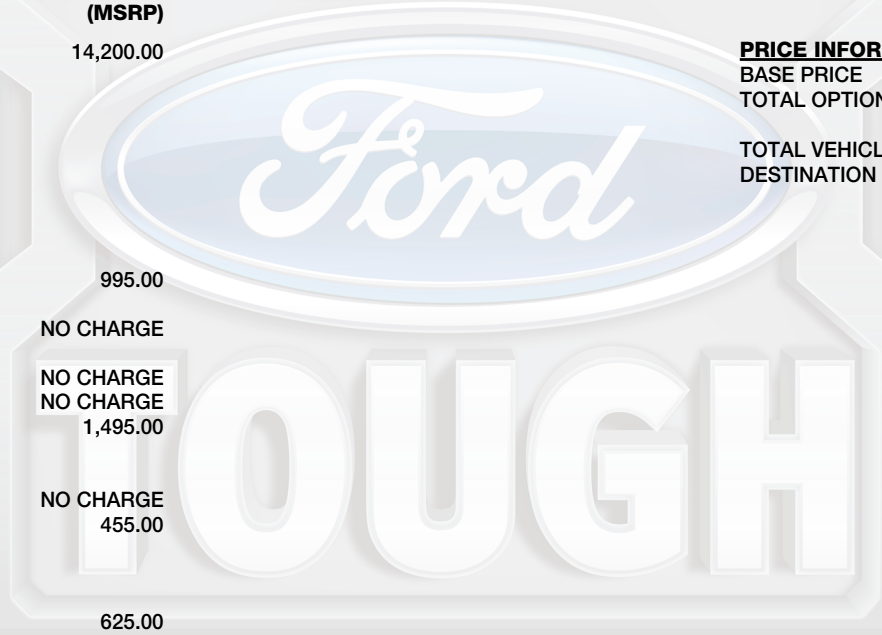 (MSRP)
14,200.00
995.00
NO CHARGE
NO CHARGE
NO CHARGE
1,495.00
NO CHARGE
455.00
625.00
PRICE INFOR
BASE PRICE
TOTAL OPTION
TOTAL VEHICL
DESTINATION
Ford
TOUGH